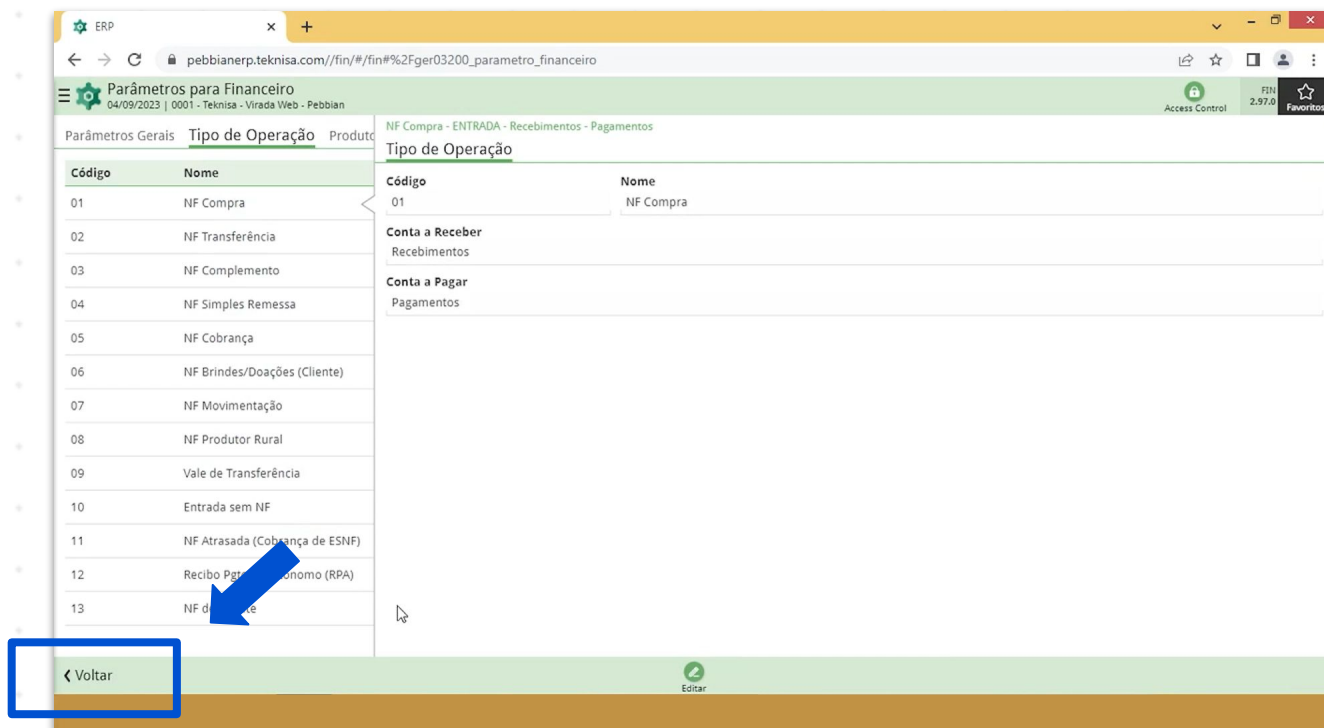 ERP
pebbianerp.teknisa.com//fin/#/fin#%2Fger03200_parametro_financeiro
Parâmetros para Financeiro
04/09/2023 | 0001 - Teknisa - Virada Web - Pebbian
Access Control
FIN
2.97.0
Favoritos
Parâmetros Gerais Tipo de Operação
NF Compra - ENTRADA - Recebimentos - Pagamentos
Tipo de Operação
Código Nome
01 NF Compra
02 NF Transferência
03 NF Complemento
04 NF Simples Remessa
05 NF Cobrança
06 NF Brindes/Doações (Cliente)
07 NF Movimentação
08 NF Produtor Rural
09 Vale de Transferência
10 Entrada sem NF
11 NF Atrasada (Cobrança de ESNF)
12 Recibo (RPA)
13 NF
Código Nome
01 NF Compra
Conta a Receber
Recebimentos
Conta a Pagar
Pagamentos
Voltar
Editar